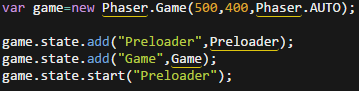 var game=new Phaser.Game(500,400,Phaser.AUTO);
game.state.add("Preloader",Preloader);
game.state.add("Game",Game);
game.state.start("Preloader");